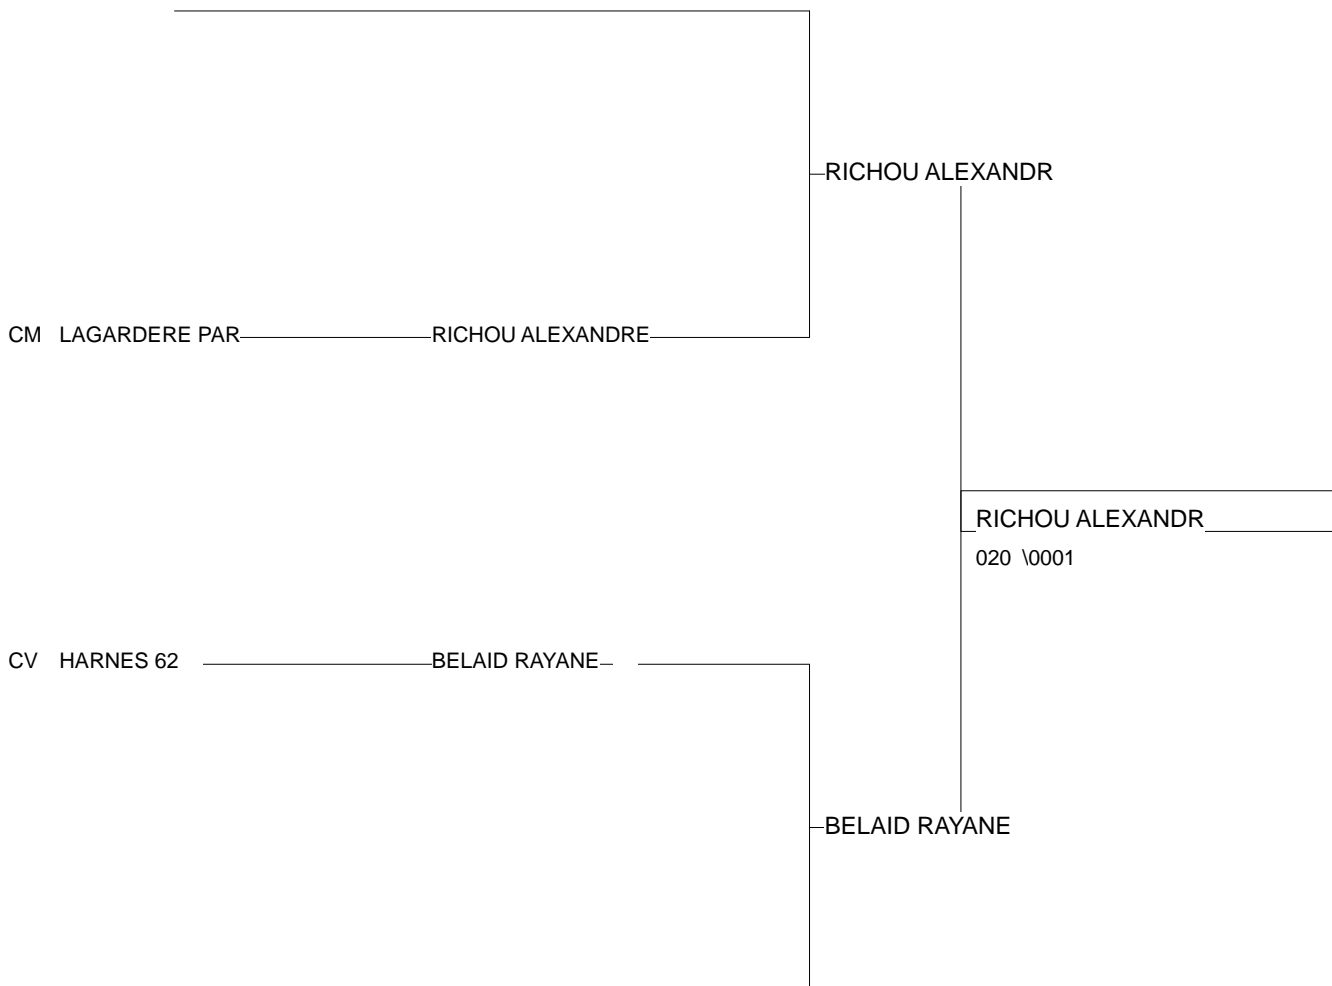 RICHOU ALEXANDR
CM LAGARDERE PAR RICHOU ALEXANDRE
RICHOU ALEXANDR
020 \0001
CV HARNES 62 BELAID RAYANE
BELAID RAYANE